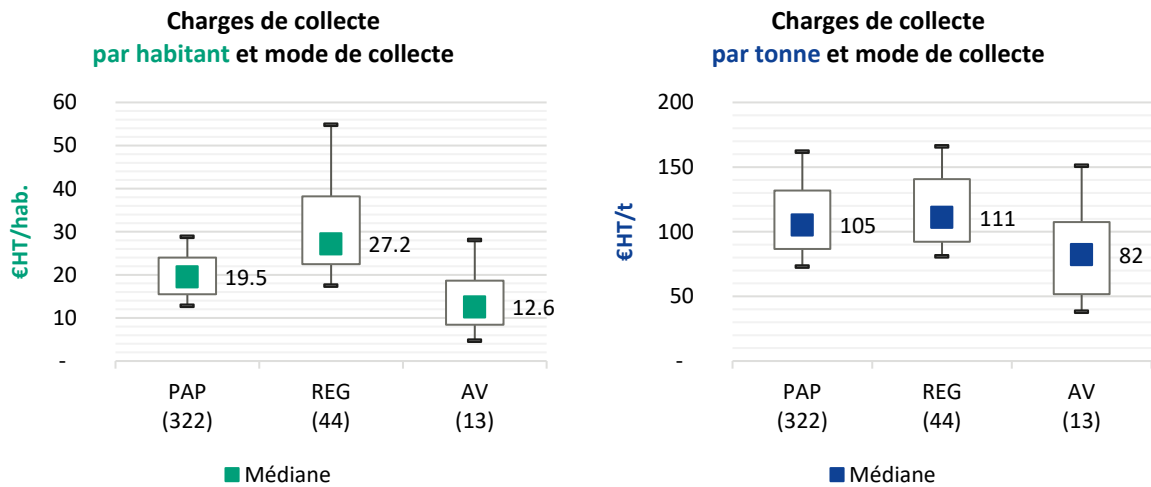 Charges de collecte
par habitant et mode de collecte
60
50
40
30
20
10
-
€HT/hab.
19.5
27.2
12.6
PAP
(322)
REG
(44)
AV
(13)
Médiane
Charges de collecte
par tonne et mode de collecte
200
150
100
50
-
€HT/t
105
111
82
PAP
(322)
REG
(44)
AV
(13)
Médiane